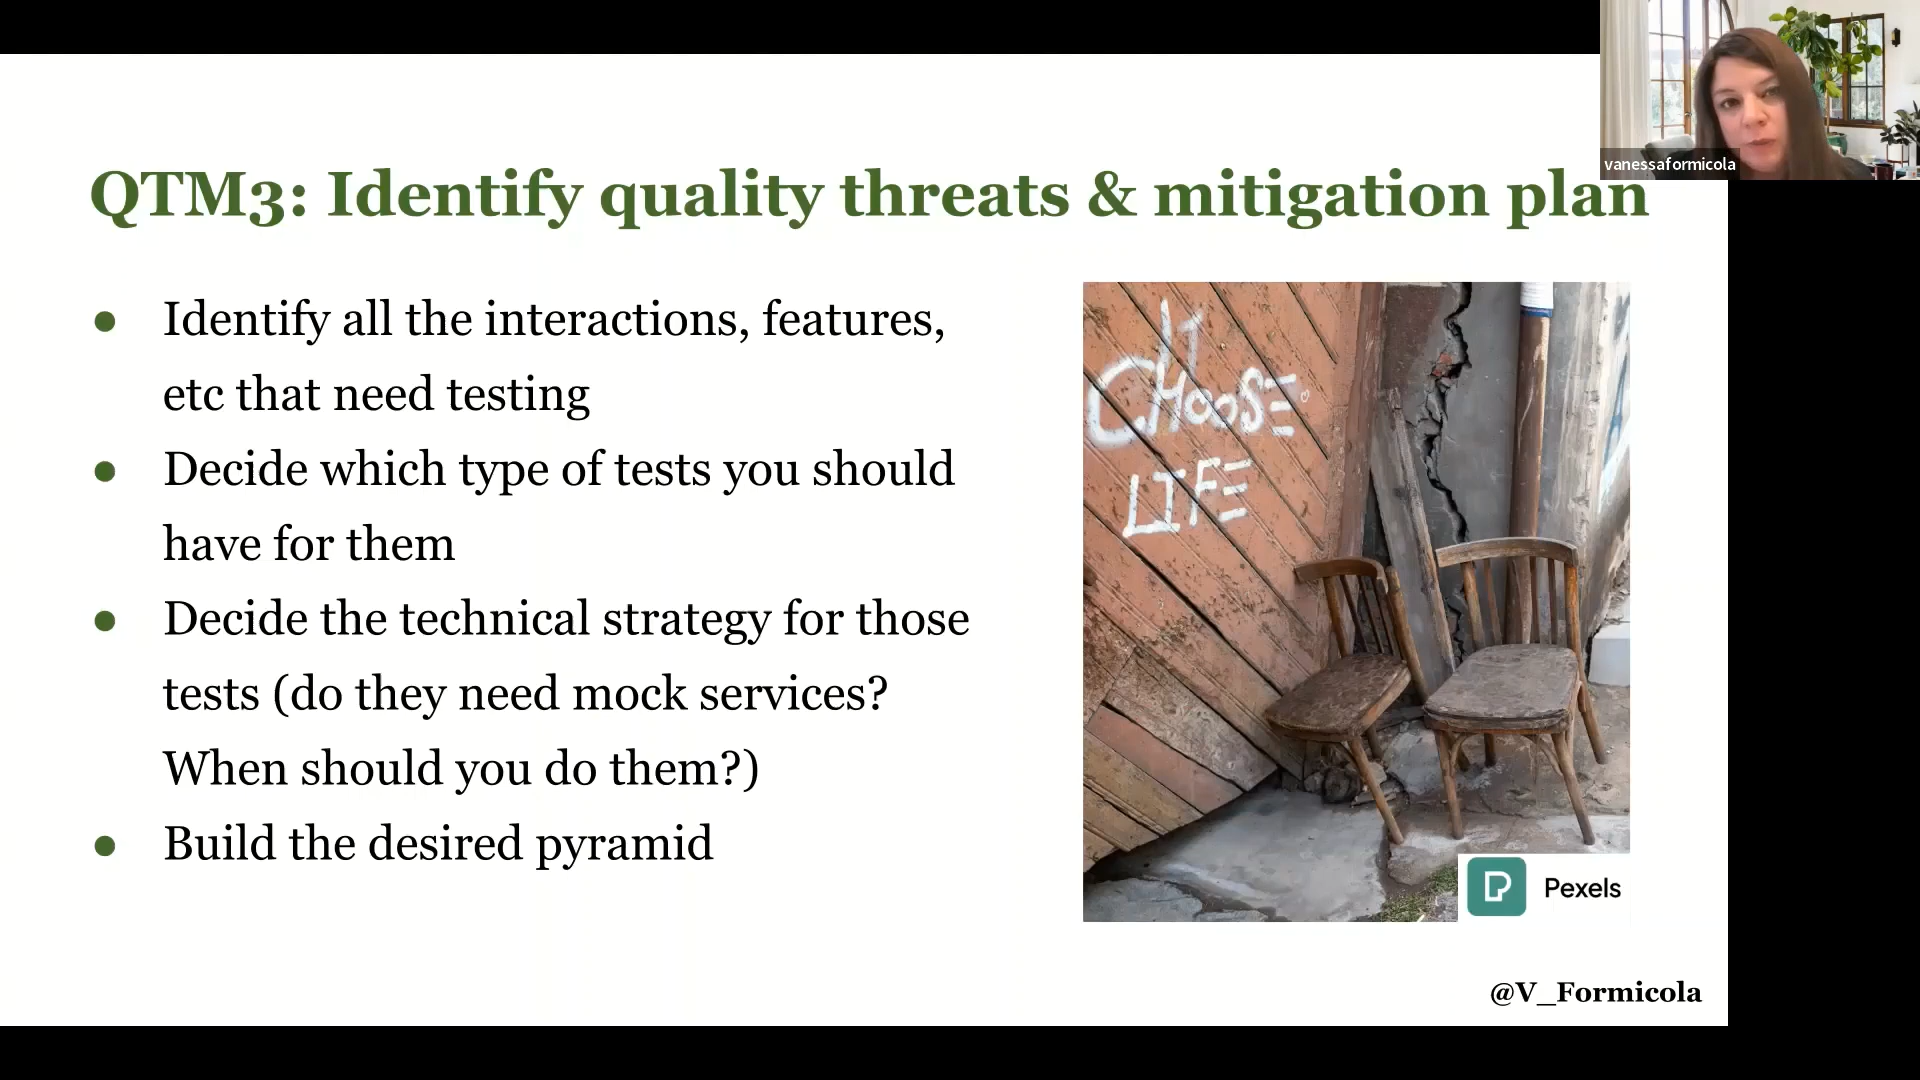 vanessaformicola
QTM3: Identify quality threats & mitigation plan
● Identify all the interactions, features,
etc that need testing
● Decide which type of tests you should
have for them
● Decide the technical strategy for those
tests (do they need mock services?
When should you do them?)
● Build the desired pyramid
I
CHOOSE
LIFE
Pexels
@V_Formicola